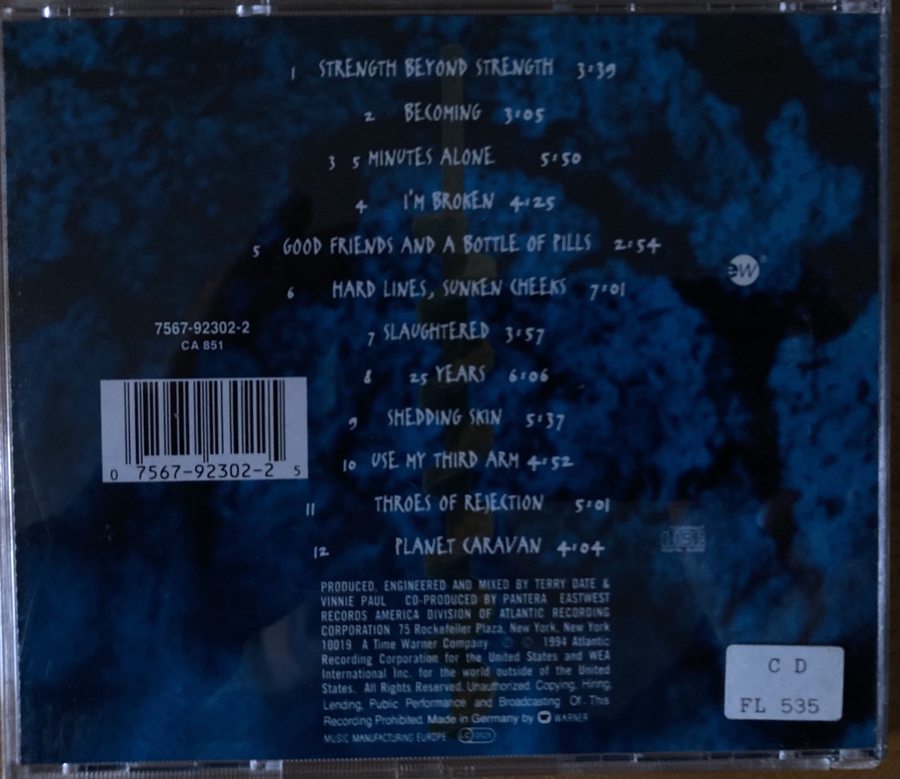 1 STRENGTH BEYOND STRENGTH 3:39
2 BECOMING 3:05
3 5 MINUTES ALONE 5:50
4 I'M BROKEN 4:25
5 GOOD FRIENDS AND A BOTTLE OF PILLS 2:54
ew
6 HARD LINES, SUNKEN CHEEKS 7:01
7567-92302-2
CA 851
7 SLAUGHTERED 3:57
8 25 YEARS 6:06
9 SHEDDING SKIN 5:37
10 USE MY THIRD ARM 4:52
0 7567-92302-2 5
11 THROES OF REJECTION 5:01
12 PLANET CARAVAN 4:04
PRODUCED, ENGINEERED AND MIXED BY TERRY DATE &
VINNIE PAUL CO-PRODUCED BY PANTERA EASTWEST
RECORDS AMERICA DIVISION OF ATLANTIC RECORDING
CORPORATION 75 Rockefeller Plaza, New York, New York
10019 A Time Warner Company ℗ © 1994 Atlantic
Recording Corporation for the United States and WEA
International Inc. for the world outside of the United
States. All Rights Reserved. Unauthorized Copying, Hiring,
Lending, Public Performance and Broadcasting Of This
Recording Prohibited. Made in Germany by WARNER
MUSIC MANUFACTURING EUROPE LC
C D
FL 535